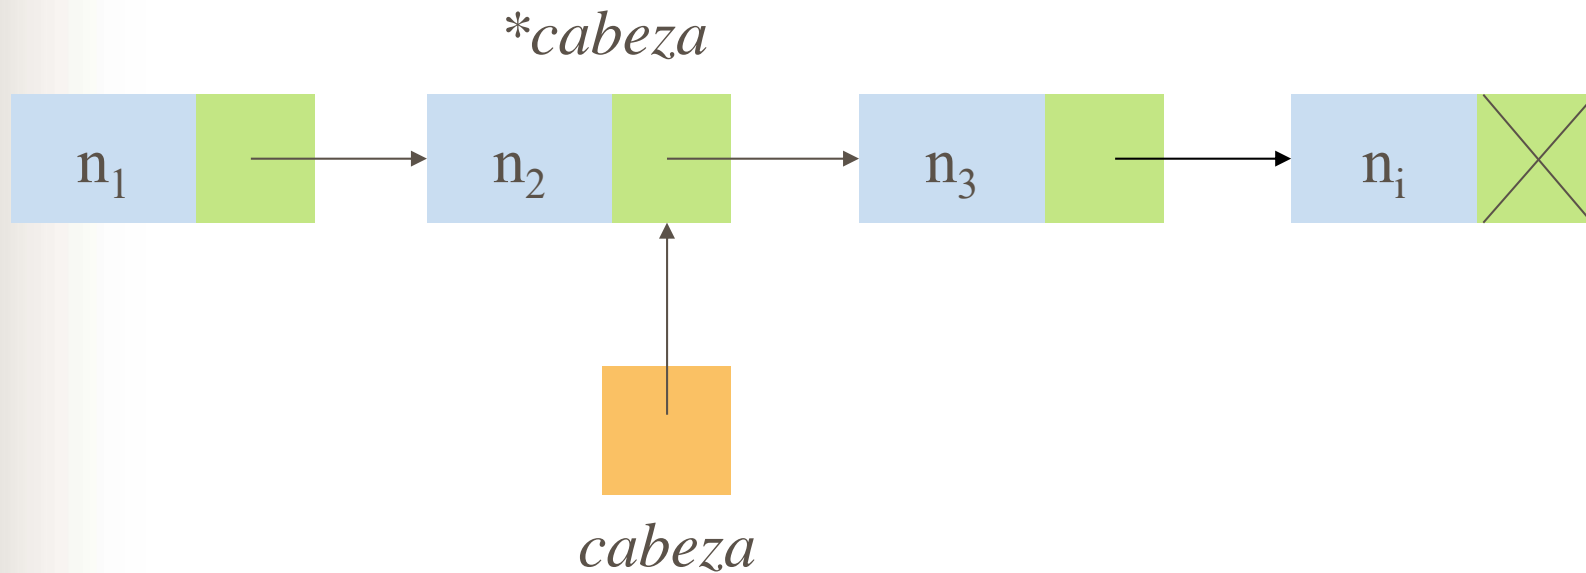 *cabeza
n₁ n₂ n₃ nᵢ
cabeza